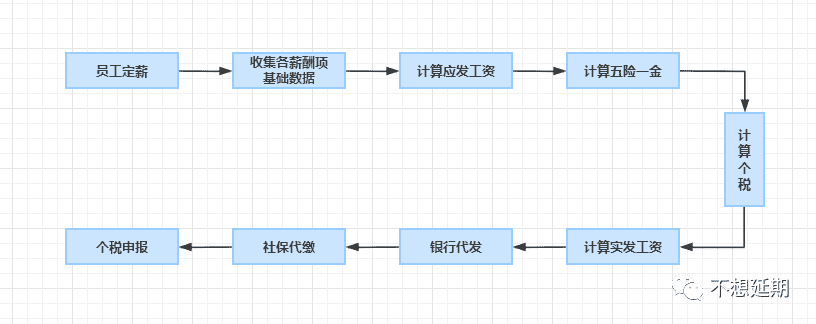 员工定薪
收集各薪酬项
基础数据
计算应发工资
计算五险一金
计算个税
计算实发工资
银行代发
社保代缴
个税申报
不想延期